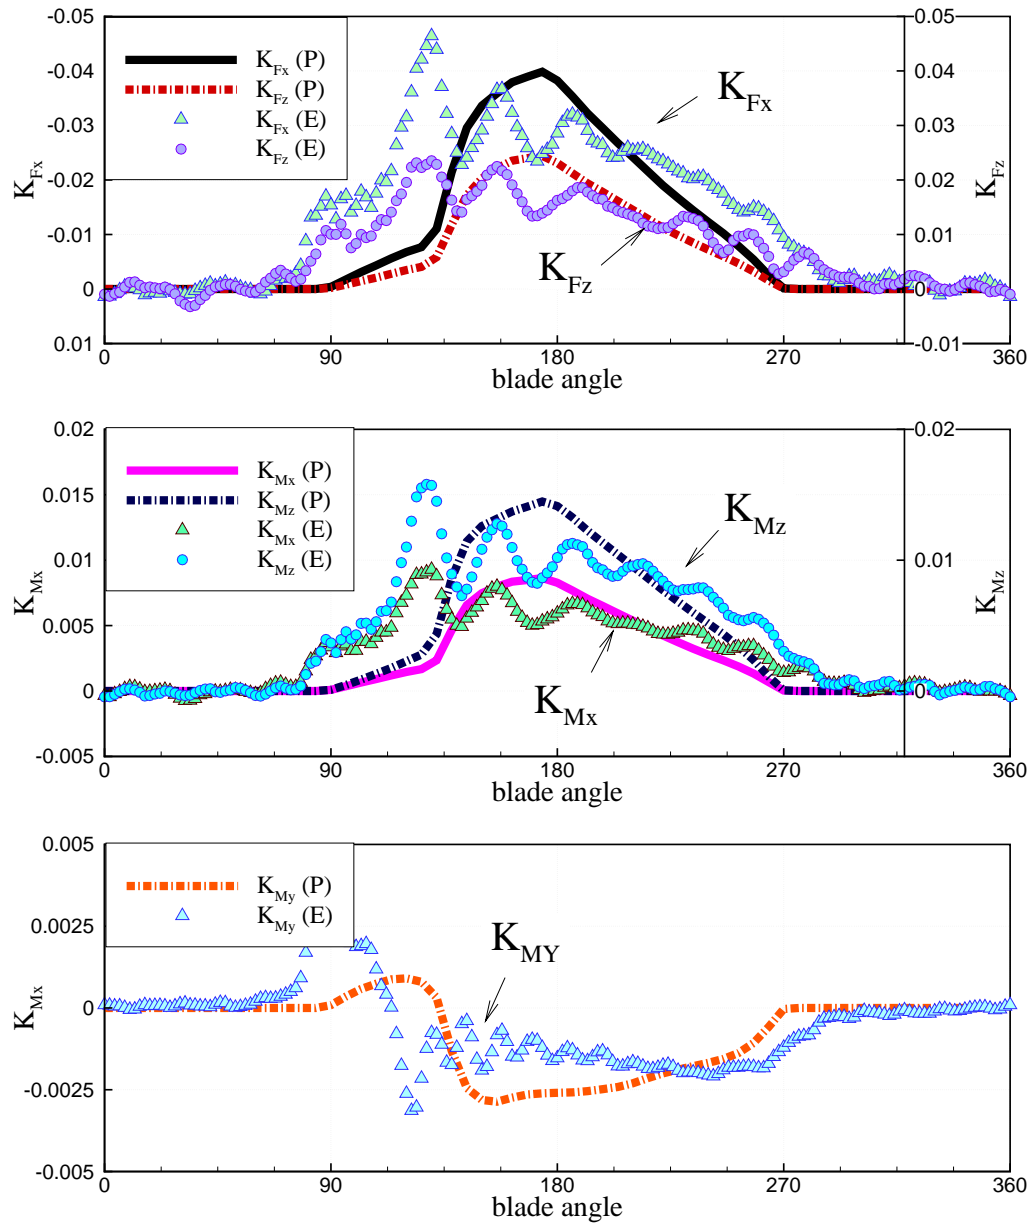 -0.05
0.05
K_Fx (P)
-0.04
0.04
K_Fz (P)
K_Fx
K_Fx (E)
-0.03
0.03
K_Fz (E)
K_Fx
-0.02
0.02
K_Fz
-0.01
0.01
K_Fz
0
0
0.01
-0.01
0
90
180
270
360
blade angle
0.02
0.02
K_Mx (P)
0.015
K_Mz (P)
K_Mz
K_Mx (E)
K_Mz (E)
0.01
0.01
K_Mx
K_Mz
0.005
K_Mx
0
0
-0.005
0
90
180
270
360
blade angle
0.005
K_My (P)
K_My (E)
0.0025
K_MY
K_Mx
0
-0.0025
-0.005
0
90
180
270
360
blade angle